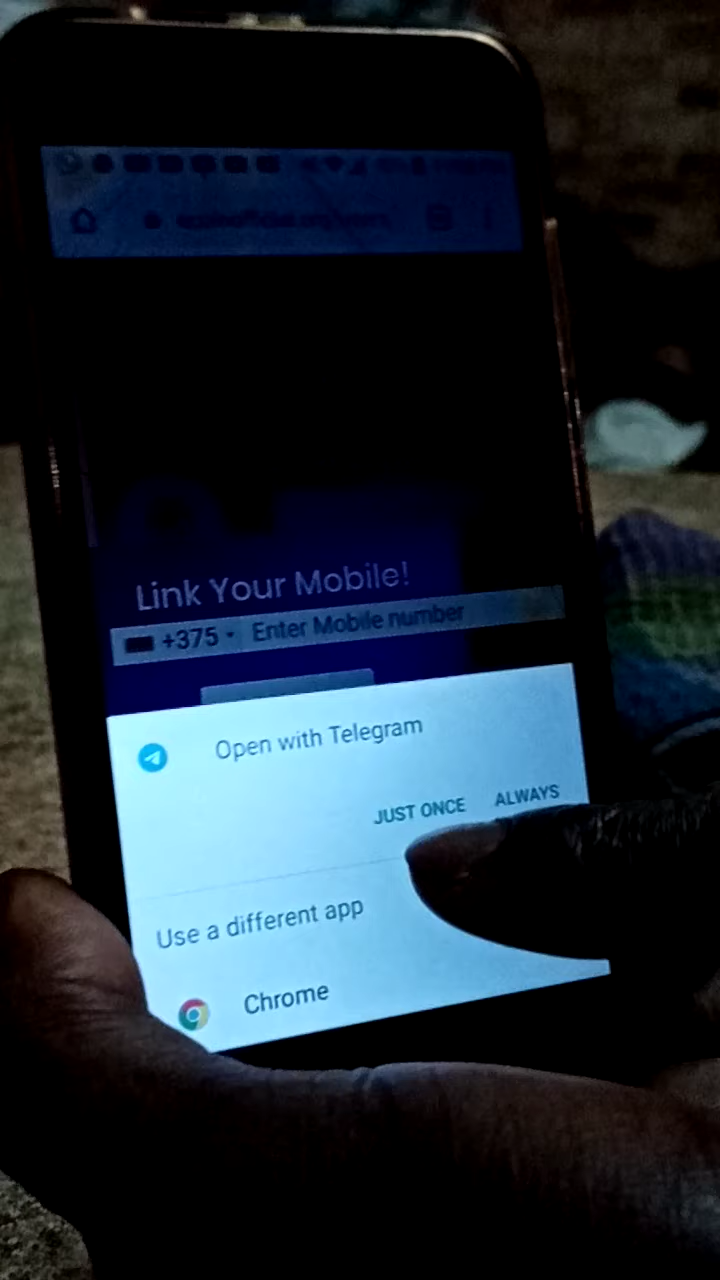 Link Your Mobile!
+375 Enter Mobile number
Open with Telegram
JUST ONCE ALWAYS
Use a different app
Chrome